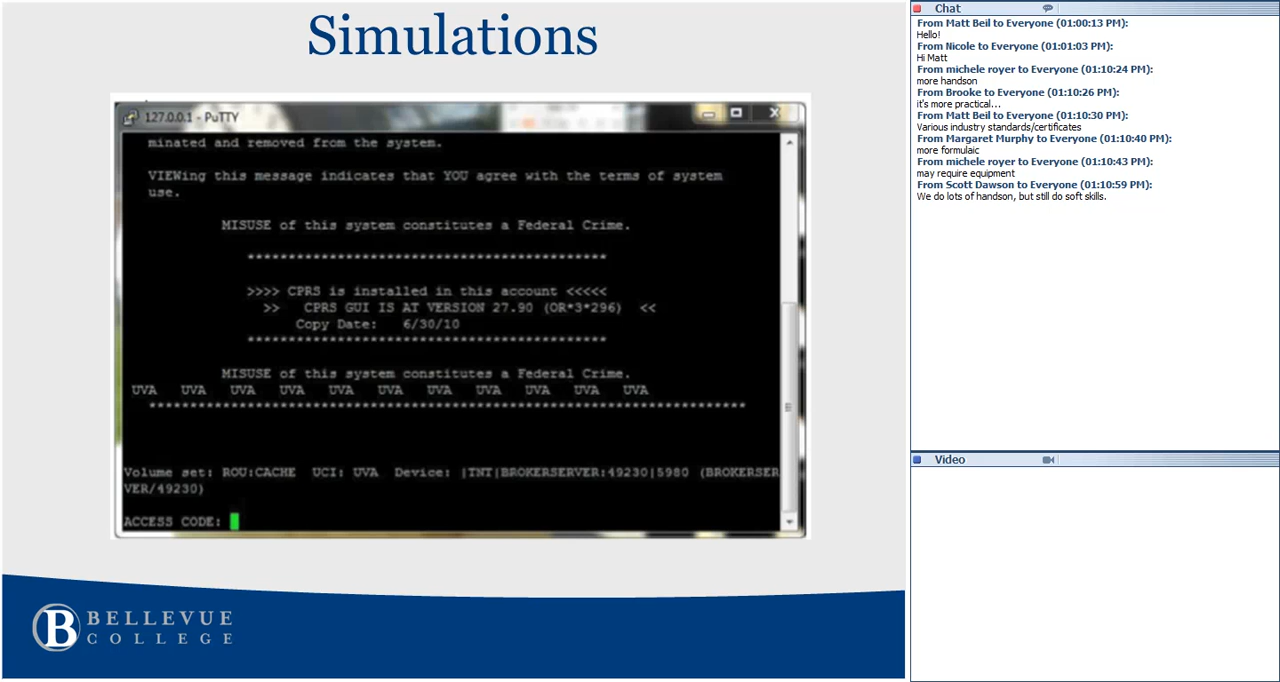 Simulations
127.0.0.1 - PuTTY
minated and removed from the system.
VIEWing this message indicates that YOU agree with the terms of system
use.
MISUSE of this system constitutes a Federal Crime.
********************************************
>>>> CPRS is installed in this account <<<<<
>> CPRS GUI IS AT VERSION 27.90 (OR*3*296) <<
Copy Date: 6/30/10
********************************************
MISUSE of this system constitutes a Federal Crime.
UVA UVA UVA UVA UVA UVA UVA UVA UVA UVA UVA
*************************************************************************
Volume set: ROU:CACHE UCI: UVA Device: |TNT|BROKERSERVER:49230|5980 (BROKERSER
VER/49230)
ACCESS CODE:
B BELLEVUE
COLLEGE
Chat
From Matt Beil to Everyone (01:00:13 PM):
Hello!
From Nicole to Everyone (01:01:03 PM):
Hi Matt
From michele royer to Everyone (01:10:24 PM):
more handson
From Brooke to Everyone (01:10:26 PM):
it's more practical...
From Matt Beil to Everyone (01:10:30 PM):
Various industry standards/certificates
From Margaret Murphy to Everyone (01:10:40 PM):
more formulaic
From michele royer to Everyone (01:10:43 PM):
may require equipment
From Scott Dawson to Everyone (01:10:59 PM):
We do lots of handson, but still do soft skills.
Video